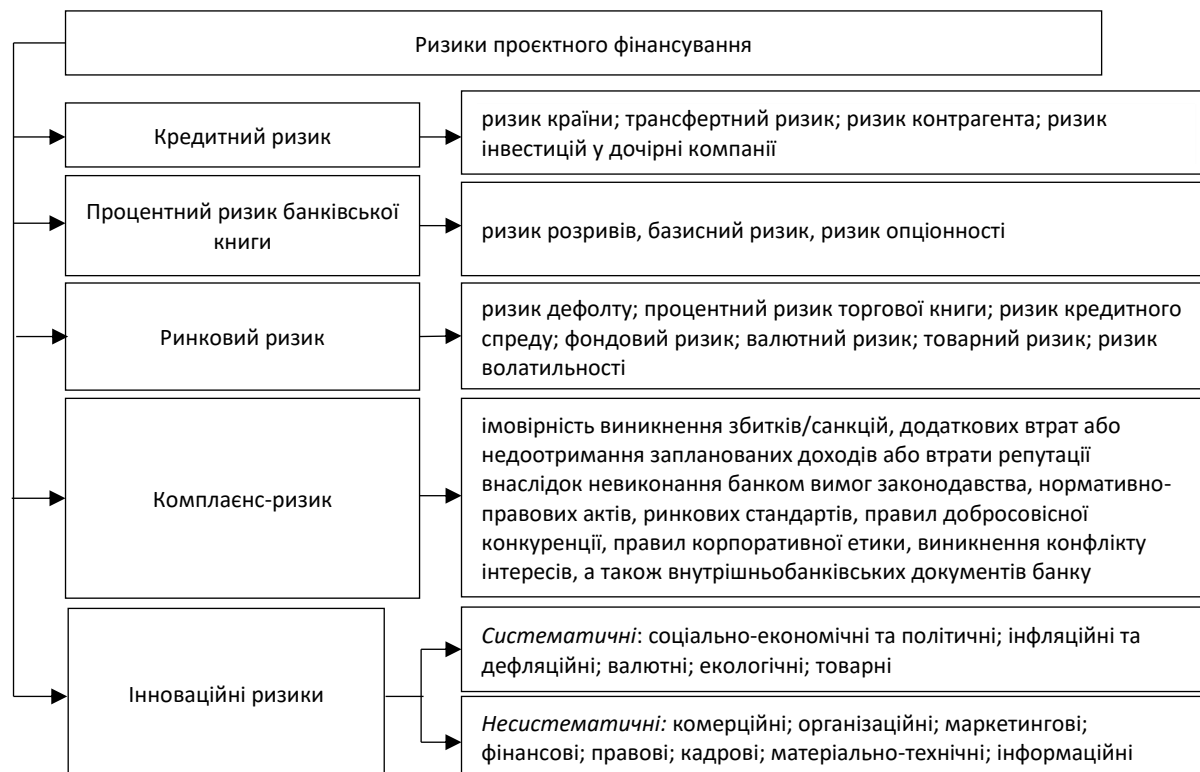 Ризики проєктного фінансування
Кредитний ризик
ризик країни; трансфертний ризик; ризик контрагента; ризик
інвестицій у дочірні компанії
Процентний ризик банківської
книги
ризик розривів, базисний ризик, ризик опціонності
Ринковий ризик
ризик дефолту; процентний ризик торгової книги; ризик кредитного
спреду; фондовий ризик; валютний ризик; товарний ризик; ризик
волатильності
Комплаєнс-ризик
імовірність виникнення збитків/санкцій, додаткових втрат або
недоотримання запланованих доходів або втрати репутації
внаслідок невиконання банком вимог законодавства, нормативно-
правових актів, ринкових стандартів, правил добросовісної
конкуренції, правил корпоративної етики, виникнення конфлікту
інтересів, а також внутрішньобанківських документів банку
Інноваційні ризики
Систематичні: соціально-економічні та політичні; інфляційні та
дефляційні; валютні; екологічні; товарні
Несистематичні: комерційні; організаційні; маркетингові;
фінансові; правові; кадрові; матеріально-технічні; інформаційні